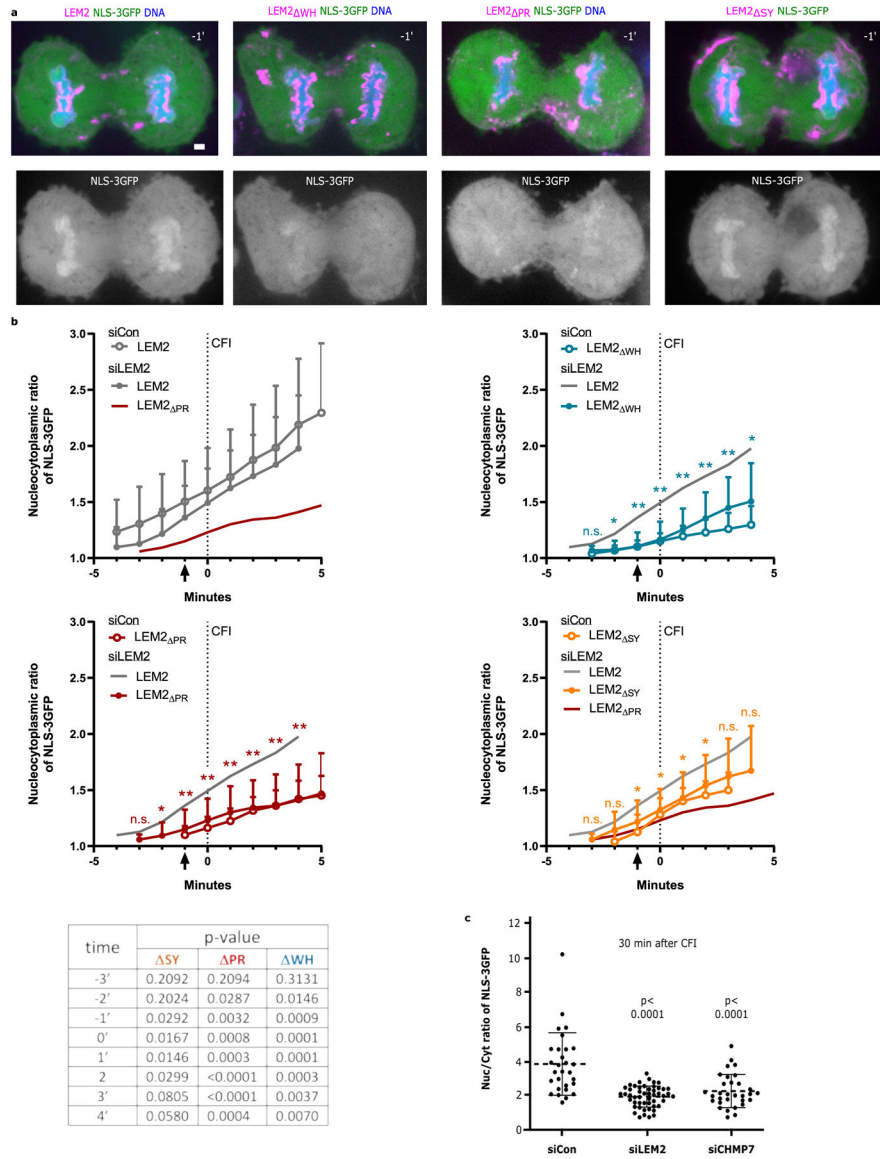 a
LEM2 NLS-3GFP DNA
-1'
LEM2ΔWH NLS-3GFP DNA
-1'
LEM2ΔPR NLS-3GFP DNA
-1'
LEM2ΔSY NLS-3GFP
-1'
NLS-3GFP
NLS-3GFP
NLS-3GFP
NLS-3GFP
b
siCon
LEM2
siLEM2
LEM2
LEM2ΔPR
CFI
3.0
2.5
2.0
1.5
1.0
-5
0
5
Nucleocytoplasmic ratio
of NLS-3GFP
Minutes
siCon
LEM2ΔWH
siLEM2
LEM2
LEM2ΔWH
CFI
3.0
2.5
2.0
1.5
1.0
n.s. * ** ** ** ** ** *
-5
0
5
Nucleocytoplasmic ratio
of NLS-3GFP
Minutes
siCon
LEM2ΔPR
siLEM2
LEM2
LEM2ΔPR
CFI
3.0
2.5
2.0
1.5
1.0
n.s. * ** ** ** ** ** **
-5
0
5
Nucleocytoplasmic ratio
of NLS-3GFP
Minutes
siCon
LEM2ΔSY
siLEM2
LEM2
LEM2ΔSY
LEM2ΔPR
CFI
3.0
2.5
2.0
1.5
1.0
n.s. n.s. * * * * n.s. n.s.
-5
0
5
Nucleocytoplasmic ratio
of NLS-3GFP
Minutes
time p-value
ΔSY ΔPR ΔWH
-3' 0.2092 0.2094 0.3131
-2' 0.2024 0.0287 0.0146
-1' 0.0292 0.0032 0.0009
0' 0.0167 0.0008 0.0001
1' 0.0146 0.0003 0.0001
2 0.0299 <0.0001 0.0003
3' 0.0805 <0.0001 0.0037
4' 0.0580 0.0004 0.0070
c
30 min after CFI
12
10
8
6
4
2
0
p<
0.0001
p<
0.0001
Nuc/Cyt ratio of NLS-3GFP
siCon siLEM2 siCHMP7